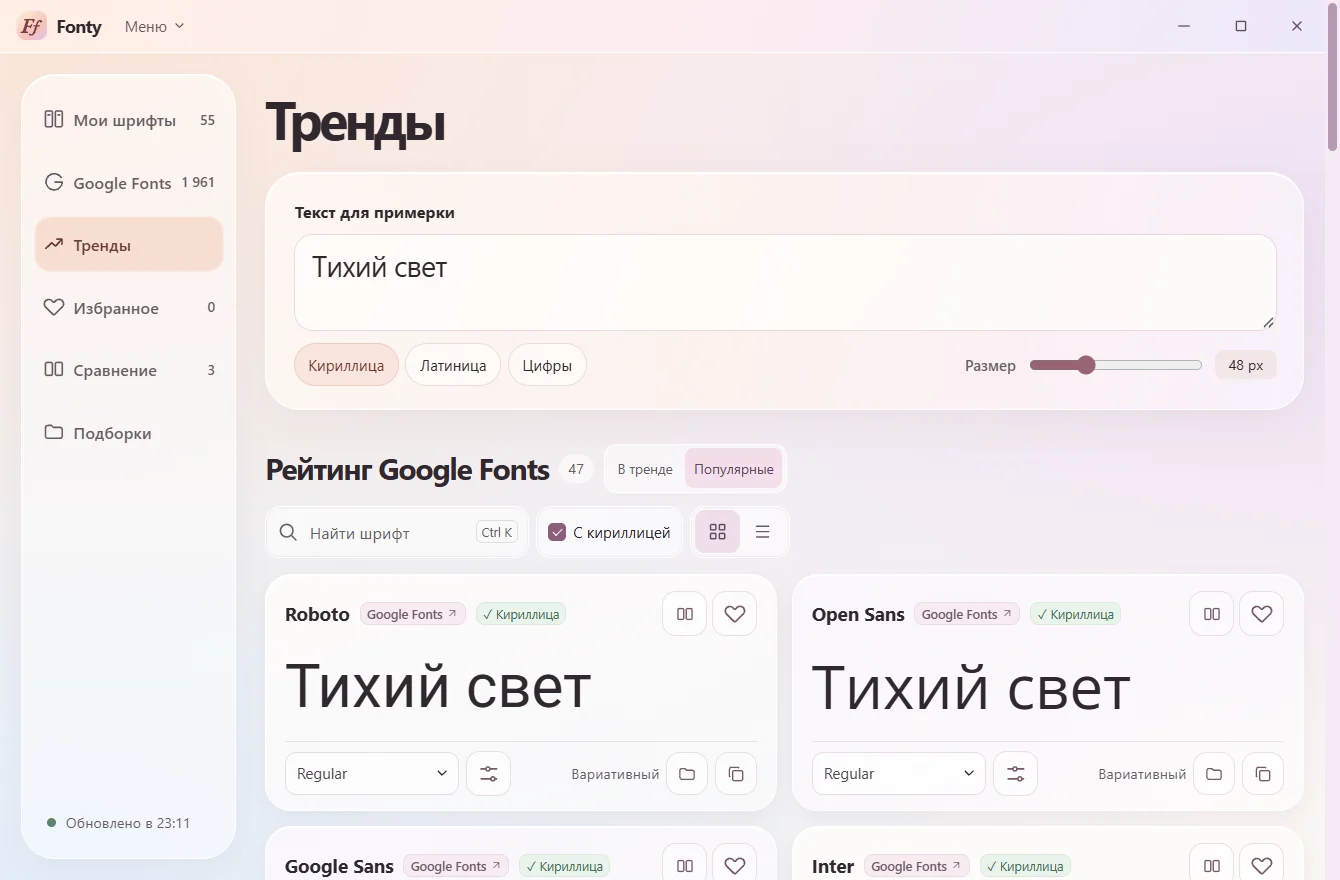 Ff Fonty Меню
Мои шрифты 55
Google Fonts 1 961
Тренды
Избранное 0
Сравнение 3
Подборки
Обновлено в 23:11
Тренды
Текст для примерки
Тихий свет
Кириллица Латиница Цифры Размер 48 px
Рейтинг Google Fonts 47 В тренде Популярные
Найти шрифт Ctrl K С кириллицей
Roboto Google Fonts ↗ ✓ Кириллица
Тихий свет
Regular Вариативный
Open Sans Google Fonts ↗ ✓ Кириллица
Тихий свет
Regular Вариативный
Google Sans Google Fonts ↗ ✓ Кириллица
Inter Google Fonts ↗ ✓ Кириллица